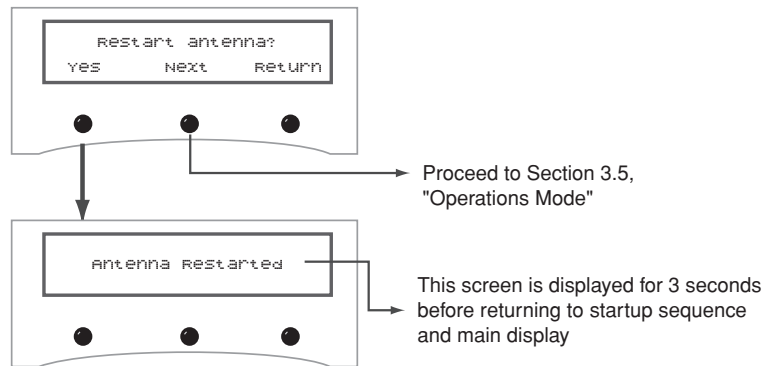 Restart antenna?
Yes Next Return
Proceed to Section 3.5,
"Operations Mode"
Antenna Restarted
This screen is displayed for 3 seconds
before returning to startup sequence
and main display